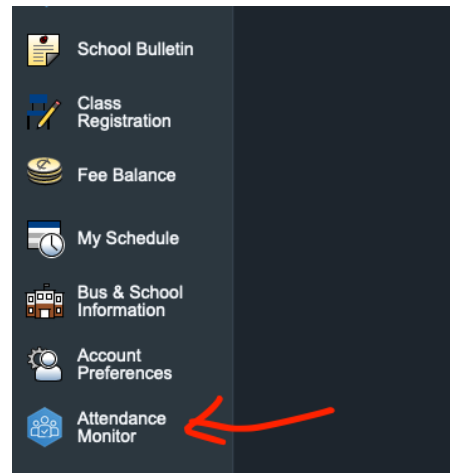 School Bulletin
Class
Registration
Fee Balance
My Schedule
Bus & School
Information
Account
Preferences
Attendance
Monitor